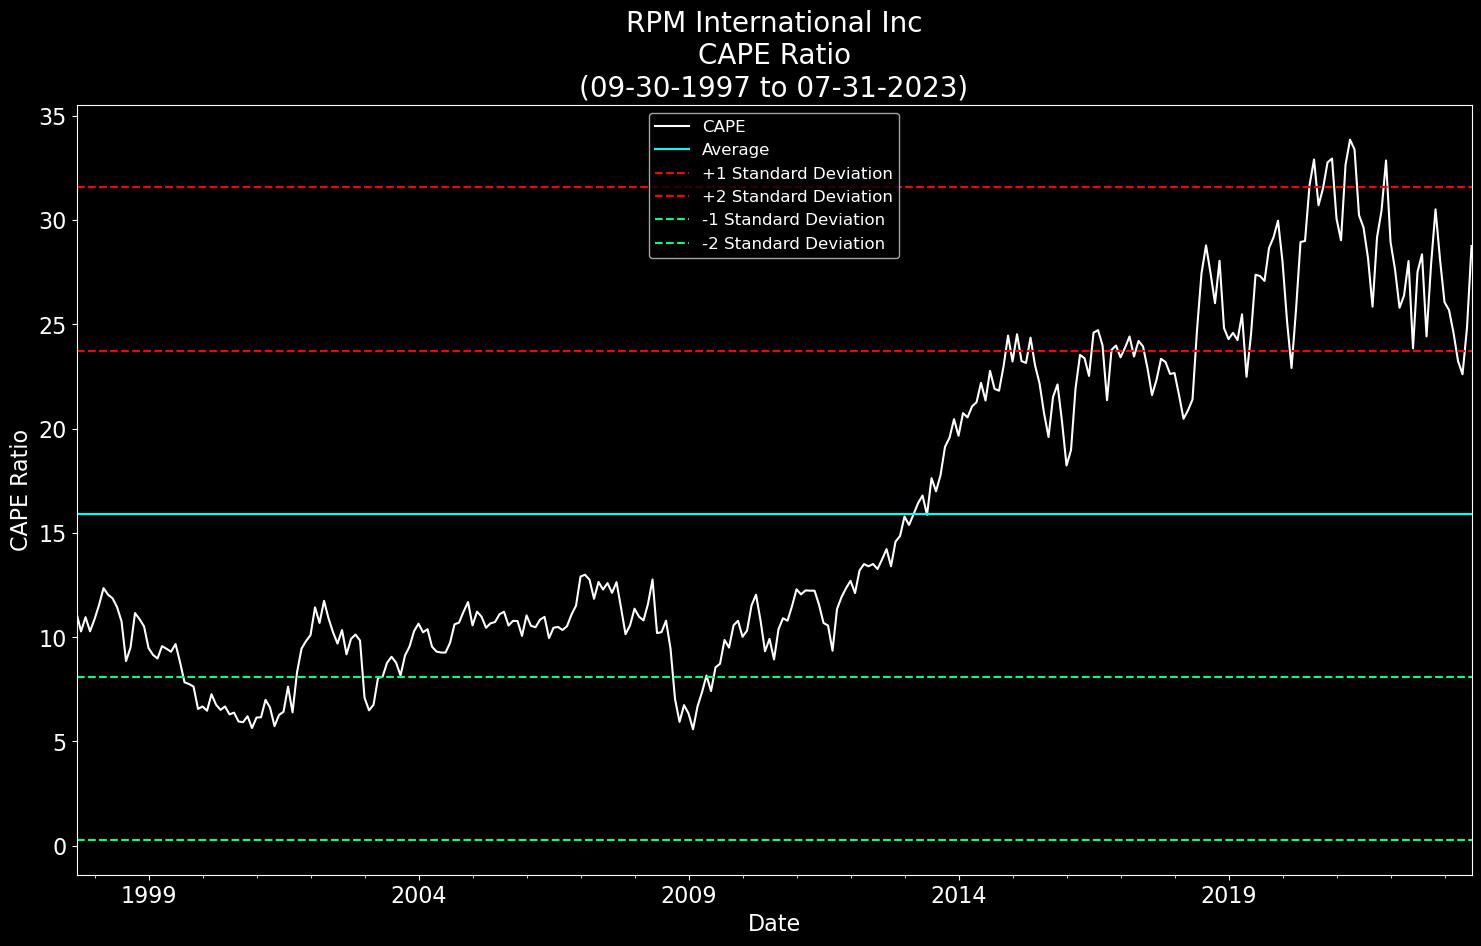 RPM International Inc
CAPE Ratio
(09-30-1997 to 07-31-2023)
CAPE
Average
+1 Standard Deviation
+2 Standard Deviation
-1 Standard Deviation
-2 Standard Deviation
35
30
25
20
15
10
5
0
CAPE Ratio
1999
2004
2009
2014
2019
Date